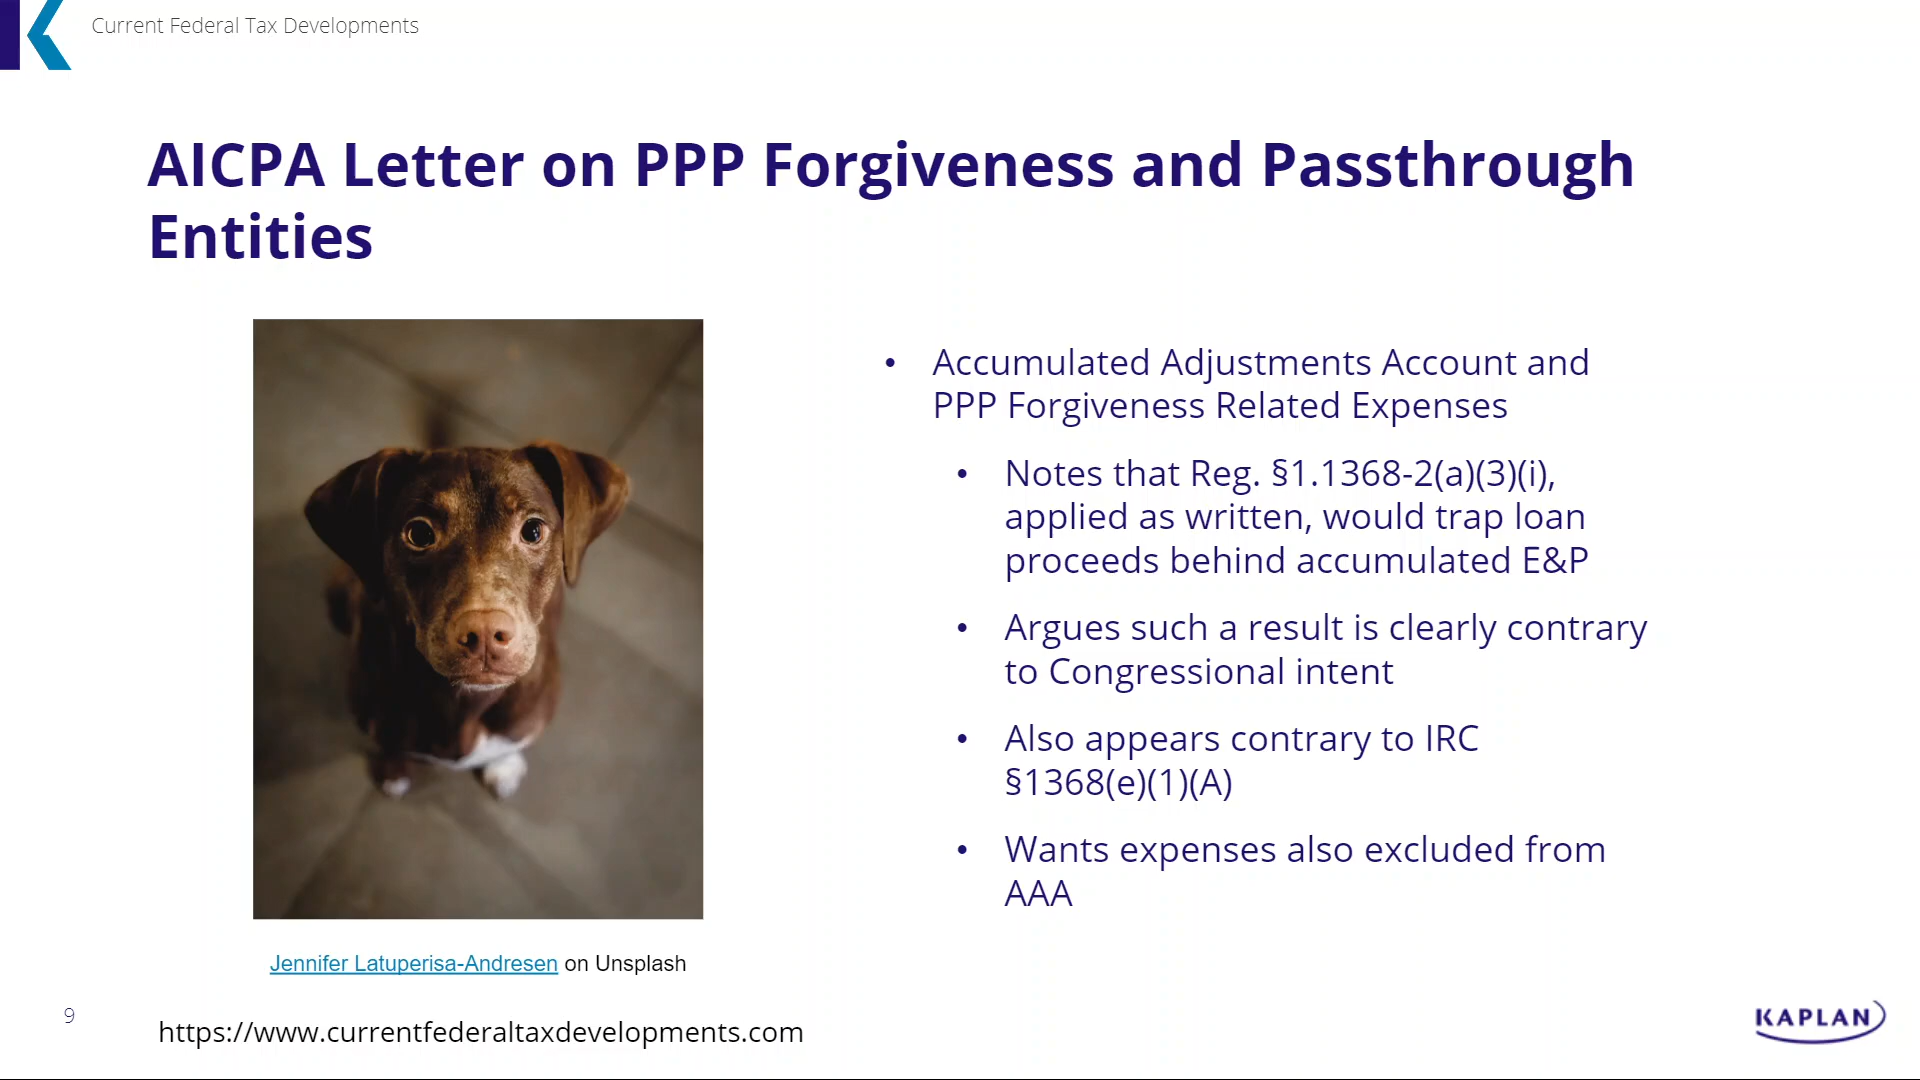 Current Federal Tax Developments
AICPA Letter on PPP Forgiveness and Passthrough
Entities
• Accumulated Adjustments Account and
PPP Forgiveness Related Expenses
• Notes that Reg. §1.1368-2(a)(3)(i),
applied as written, would trap loan
proceeds behind accumulated E&P
• Argues such a result is clearly contrary
to Congressional intent
• Also appears contrary to IRC
§1368(e)(1)(A)
• Wants expenses also excluded from
AAA
Jennifer Latuperisa-Andresen on Unsplash
9
https://www.currentfederaltaxdevelopments.com
KAPLAN